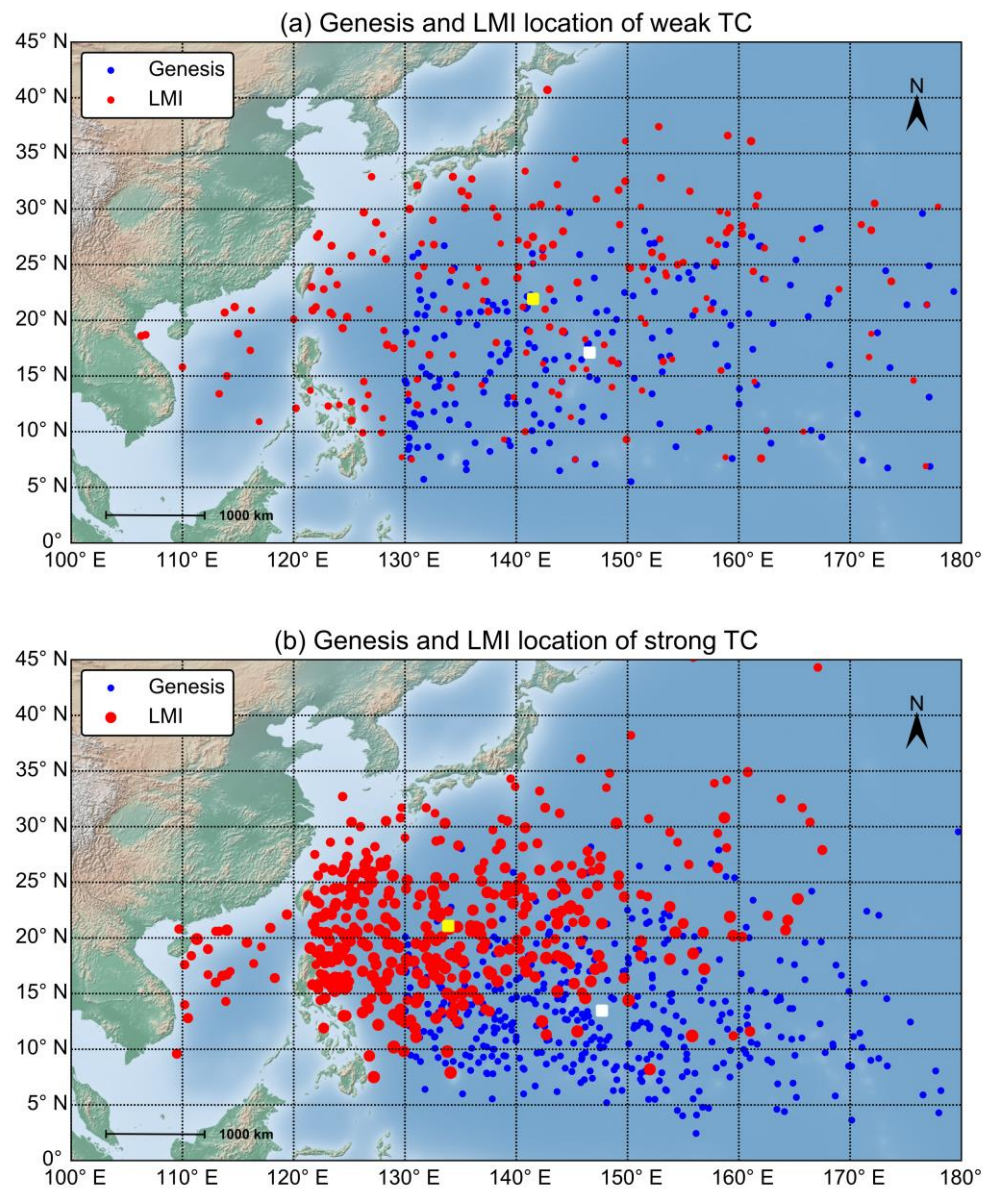 (a) Genesis and LMI location of weak TC
45° N
Genesis
LMI
N
40° N
35° N
30° N
25° N
20° N
15° N
10° N
5° N
1000 km
0°
100° E 110° E 120° E 130° E 140° E 150° E 160° E 170° E 180°
(b) Genesis and LMI location of strong TC
45° N
Genesis
LMI
N
40° N
35° N
30° N
25° N
20° N
15° N
10° N
5° N
1000 km
0°
100° E 110° E 120° E 130° E 140° E 150° E 160° E 170° E 180°